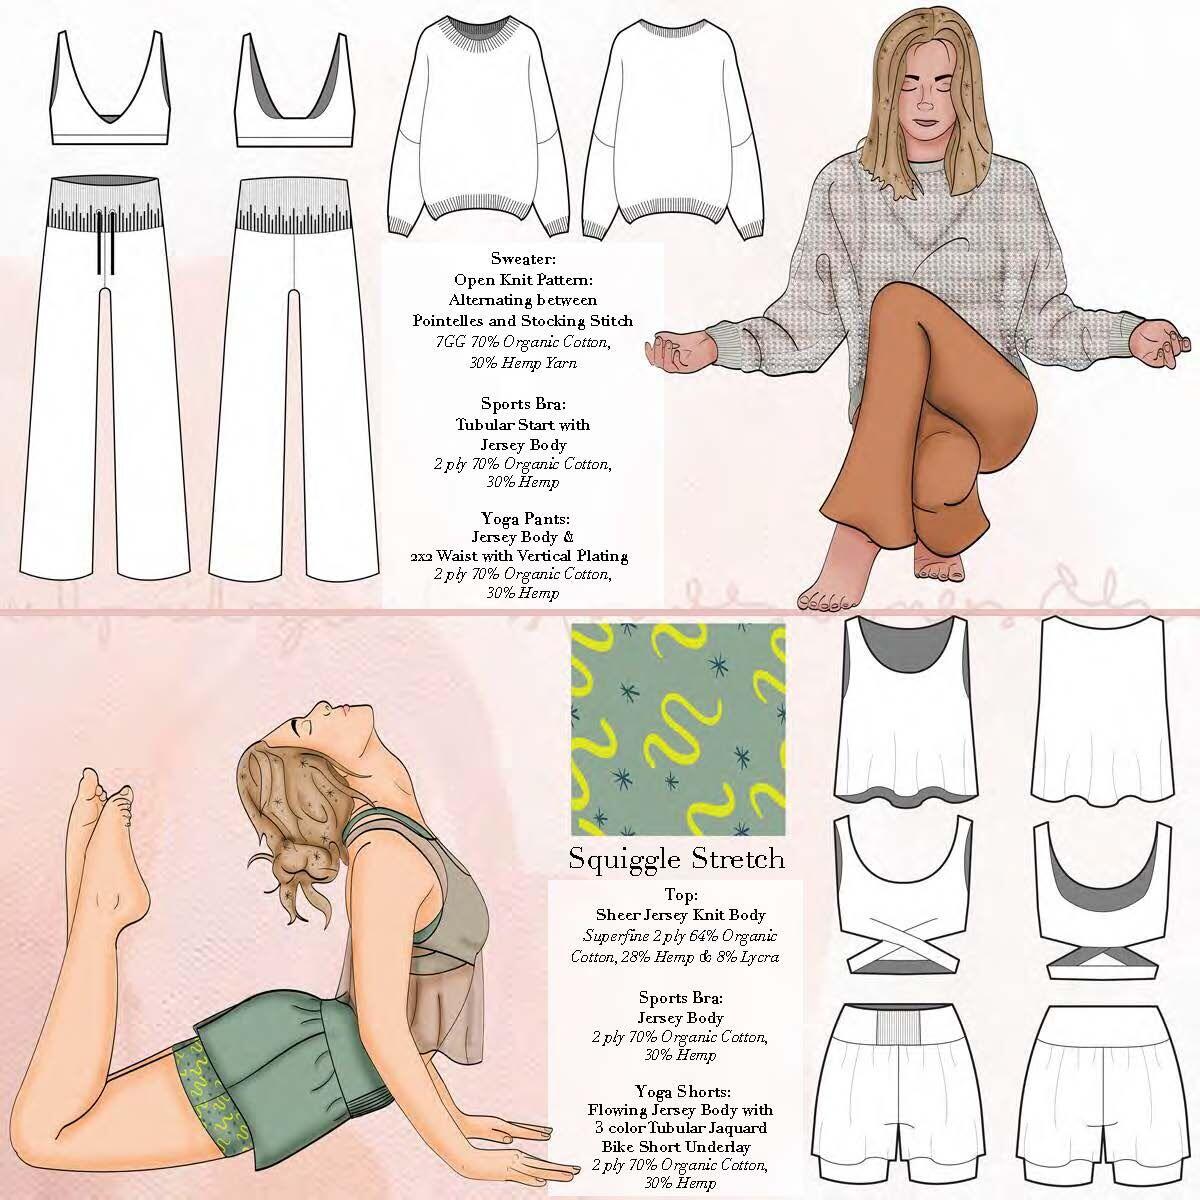 Sweater:
Open Knit Pattern:
Alternating between
Pointelles and Stocking Stitch
7GG 70% Organic Cotton,
30% Hemp Yarn
Sports Bra:
Tubular Start with
Jersey Body
2 ply 70% Organic Cotton,
30% Hemp
Yoga Pants:
Jersey Body &
2x2 Waist with Vertical Plating
2 ply 70% Organic Cotton,
30% Hemp
Squiggle Stretch
Top:
Sheer Jersey Knit Body
Superfine 2 ply 64% Organic
Cotton, 28% Hemp & 8% Lycra
Sports Bra:
Jersey Body
2 ply 70% Organic Cotton,
30% Hemp
Yoga Shorts:
Flowing Jersey Body with
3 color Tubular Jaquard
Bike Short Underlay
2 ply 70% Organic Cotton,
30% Hemp